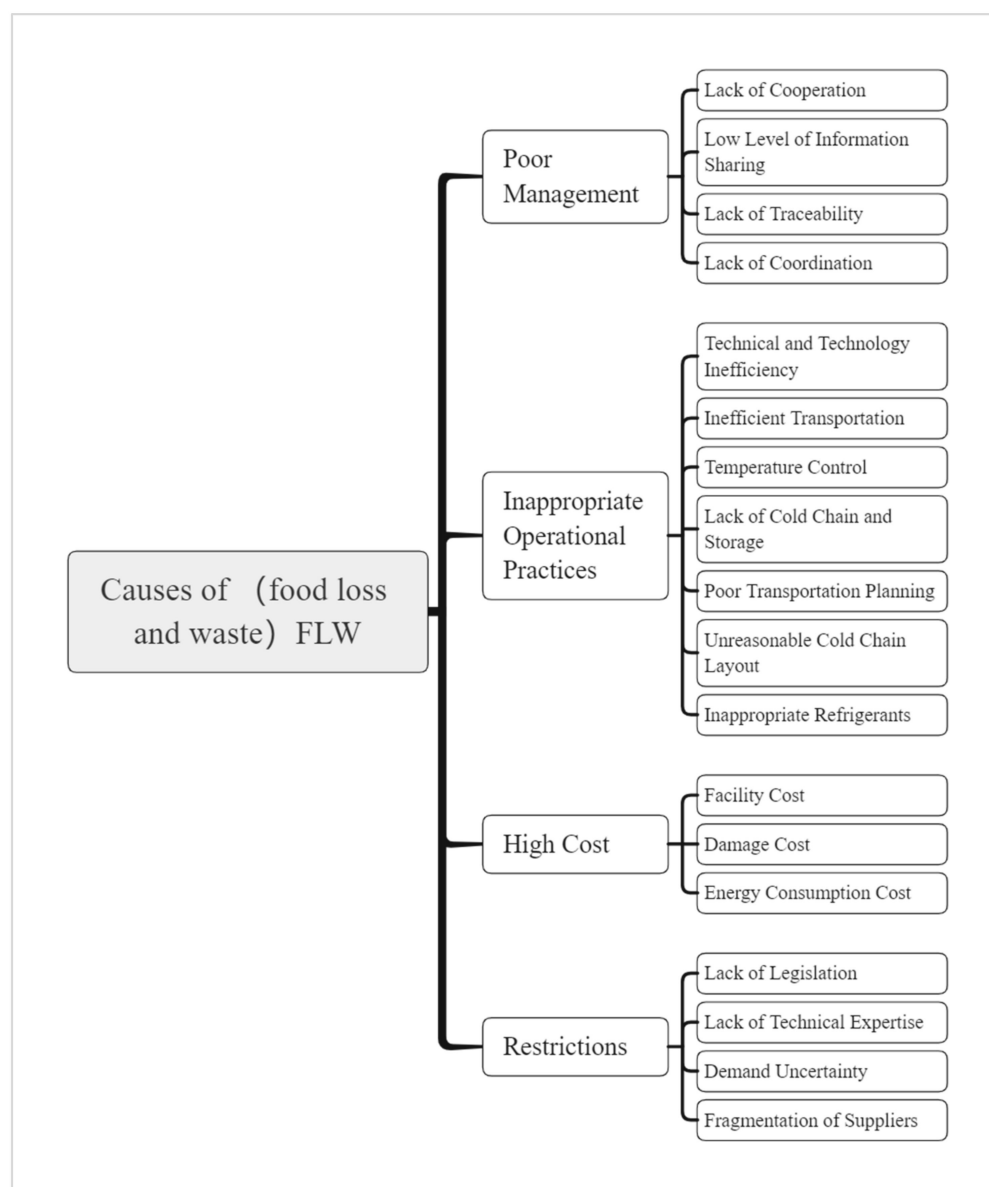 Causes of （food loss
and waste）FLW
Poor
Management
Lack of Cooperation
Low Level of Information
Sharing
Lack of Traceability
Lack of Coordination
Inappropriate
Operational
Practices
Technical and Technology
Inefficiency
Inefficient Transportation
Temperature Control
Lack of Cold Chain and
Storage
Poor Transportation Planning
Unreasonable Cold Chain
Layout
Inappropriate Refrigerants
High Cost
Facility Cost
Damage Cost
Energy Consumption Cost
Restrictions
Lack of Legislation
Lack of Technical Expertise
Demand Uncertainty
Fragmentation of Suppliers